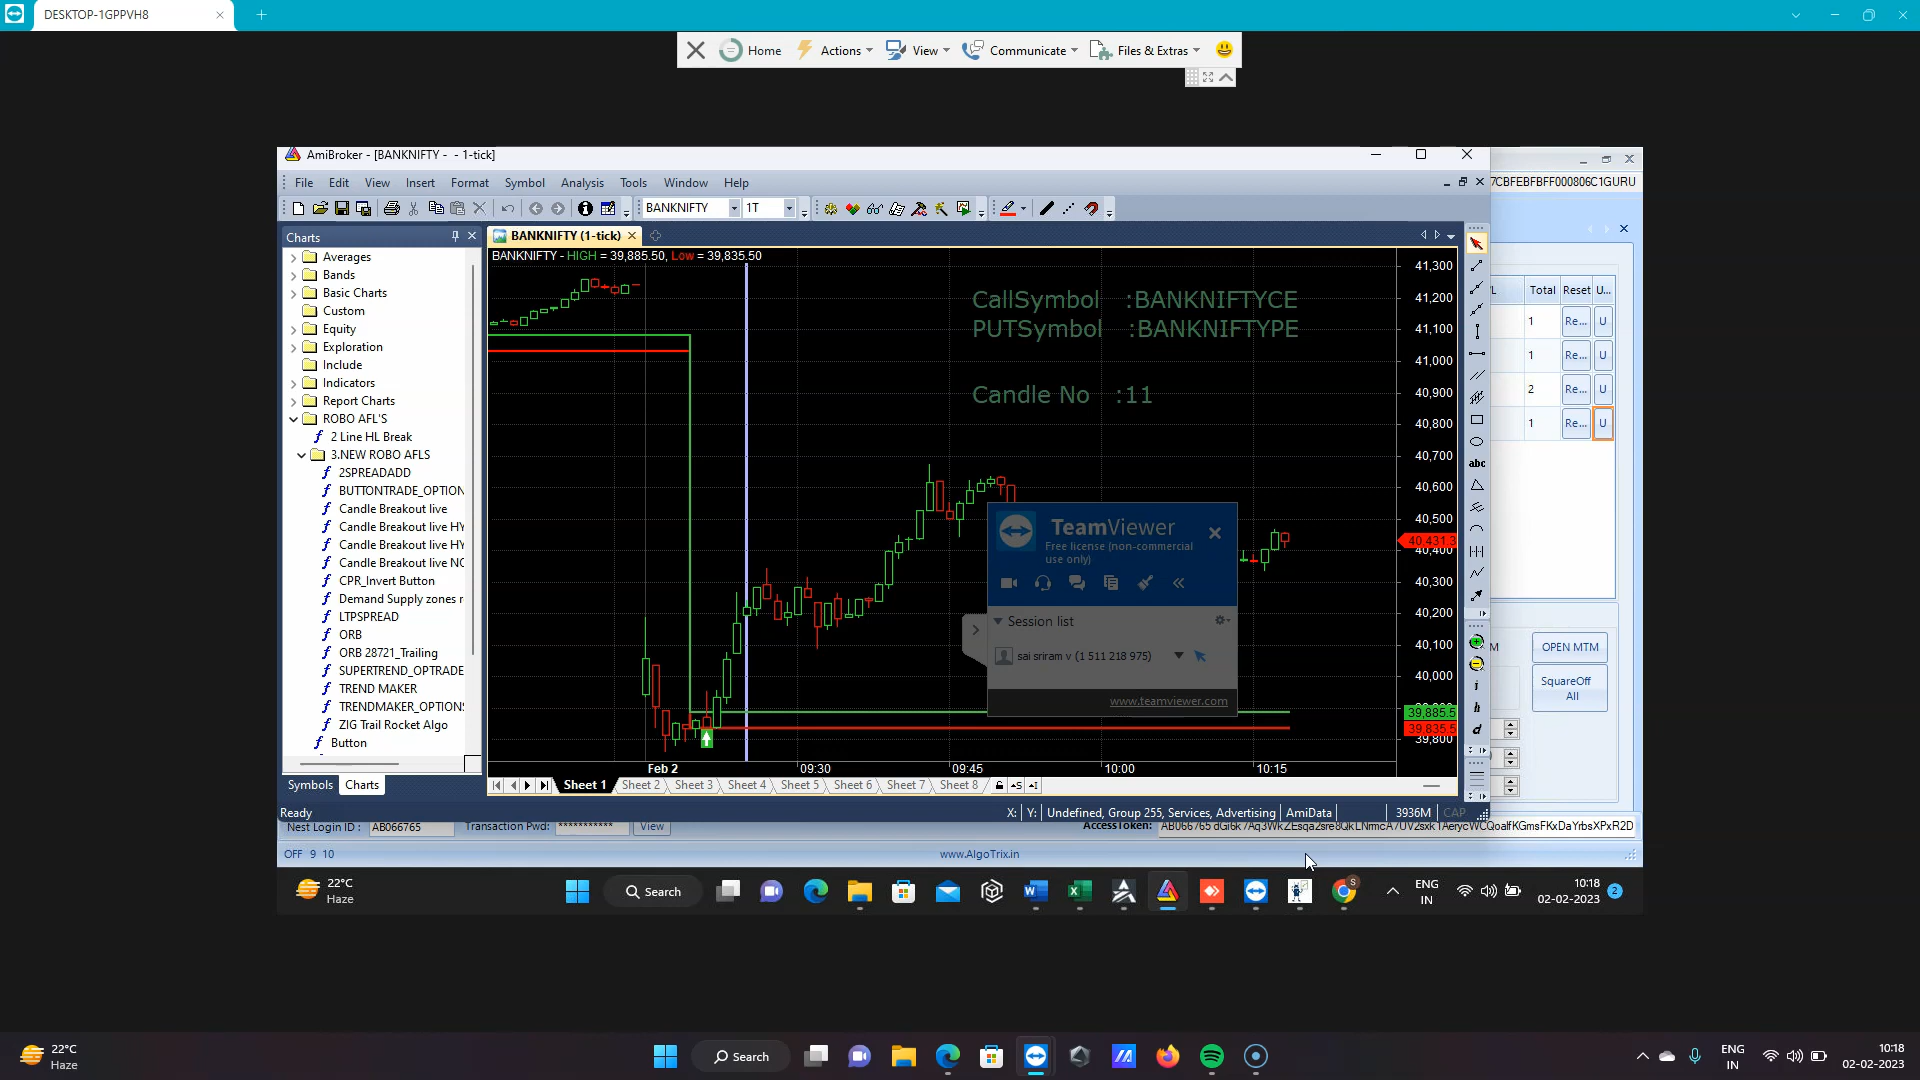 DESKTOP-1GPPVH8
Home
Actions
View
Communicate
Files & Extras
AmiBroker - [BANKNIFTY -  - 1-tick]
7CBFEBFBFF000806C1GURU
File Edit View Insert Format Symbol Analysis Tools Window Help
BANKNIFTY 1T
Charts
BANKNIFTY (1-tick)
BANKNIFTY - HIGH = 39,885.50, Low = 39,835.50
Averages
Bands
Basic Charts
Custom
Equity
Exploration
Include
Indicators
Report Charts
ROBO AFL'S
2 Line HL Break
3.NEW ROBO AFLS
2SPREADADD
BUTTONTRADE_OPTION
Candle Breakout live
Candle Breakout live HY
Candle Breakout live HY
Candle Breakout live NC
CPR_Invert Button
Demand Supply zones r
LTPSPREAD
ORB
ORB 28721_Trailing
SUPERTREND_OPTRADE
TREND MAKER
TRENDMAKER_OPTIONS
ZIG Trail Rocket Algo
Button
Symbols Charts
CallSymbol :BANKNIFTYCE
PUTSymbol :BANKNIFTYPE
Candle No :11
41,300
41,200
41,100
41,000
40,900
40,800
40,700
40,600
40,500
40,431.3
40,400
40,300
40,200
40,100
40,000
39,885.5
39,835.5
39,800
abc
i
h
d
TeamViewer
Free license (non-commercial
use only)
Session list
sai sriram v (1 511 218 975)
www.teamviewer.com
Feb 2 09:30 09:45 10:00 10:15
Sheet 1 Sheet 2 Sheet 3 Sheet 4 Sheet 5 Sheet 6 Sheet 7 Sheet 8
Total Reset U...
1 Re... U
1 Re... U
2 Re... U
1 Re... U
M
OPEN MTM
SquareOff
All
Ready
X: Y: Undefined, Group 255, Services, Advertising AmiData 3936M CAP
Nest Login ID : AB066765 Transaction Pwd: *********** View
AccessToken:
OFF 9 10
www.AlgoTrix.in
22°C
Haze
Search
S
ENG
IN
10:18
02-02-2023
2
22°C
Haze
Search
ENG
IN
10:18
02-02-2023